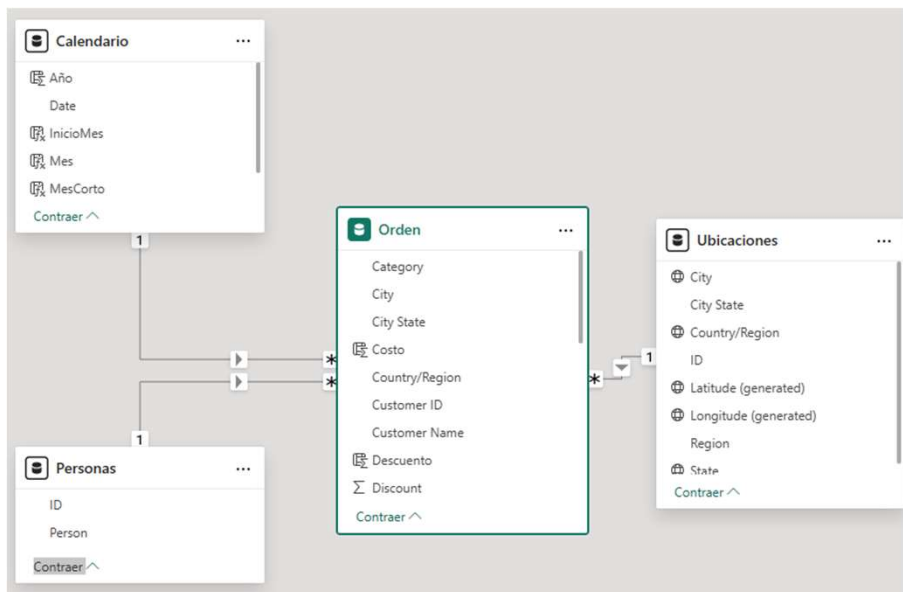 Calendario
Año
Date
InicioMes
Mes
MesCorto
Contraer
1
Orden
Category
City
City State
Costo
Country/Region
Customer ID
Customer Name
Descuento
Discount
Contraer
*
*
*
Ubicaciones
City
City State
Country/Region
ID
Latitude (generated)
Longitude (generated)
Region
State
Contraer
1
1
Personas
ID
Person
Contraer